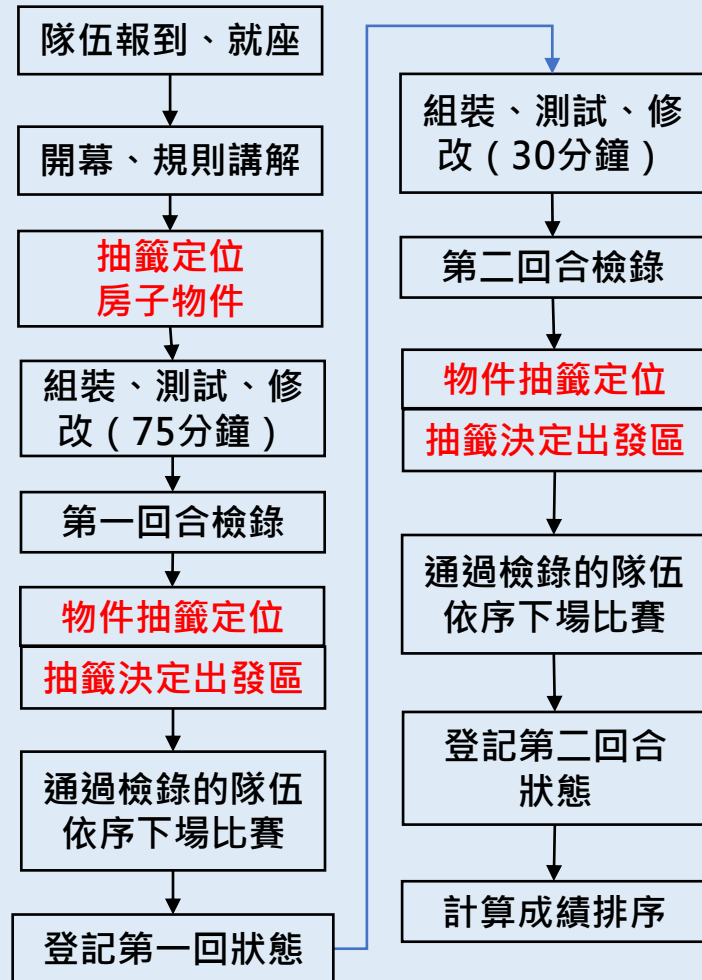 隊伍報到、就座
開幕、規則講解
抽籤定位
房子物件
組裝、測試、修
改（75分鐘）
第一回合檢錄
物件抽籤定位
抽籤決定出發區
通過檢錄的隊伍
依序下場比賽
登記第一回狀態
組裝、測試、修
改（30分鐘）
第二回合檢錄
物件抽籤定位
抽籤決定出發區
通過檢錄的隊伍
依序下場比賽
登記第二回合
狀態
計算成績排序